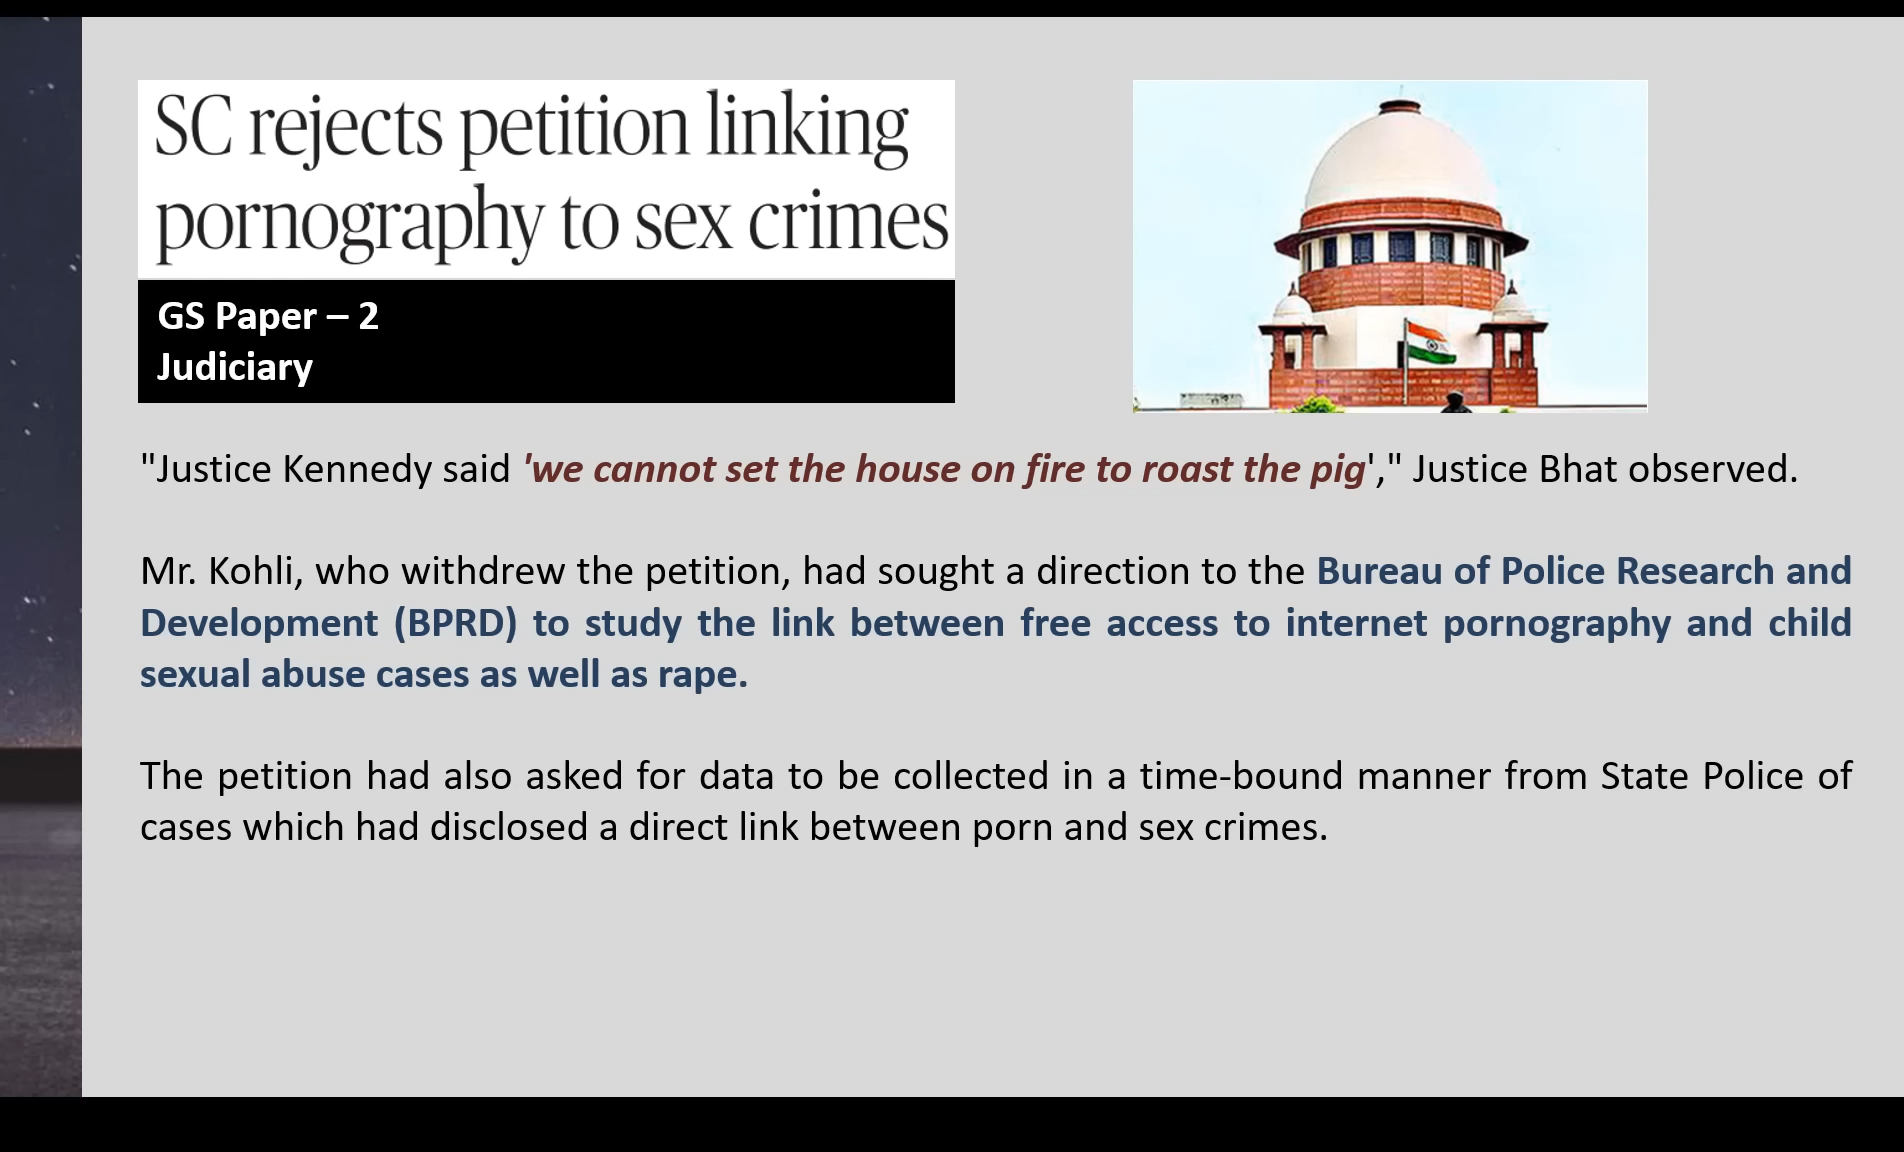 SC rejects petition linking
pornography to sex crimes
GS Paper – 2
Judiciary
"Justice Kennedy said 'we cannot set the house on fire to roast the pig'," Justice Bhat observed.
Mr. Kohli, who withdrew the petition, had sought a direction to the Bureau of Police Research and
Development (BPRD) to study the link between free access to internet pornography and child
sexual abuse cases as well as rape.
The petition had also asked for data to be collected in a time-bound manner from State Police of
cases which had disclosed a direct link between porn and sex crimes.